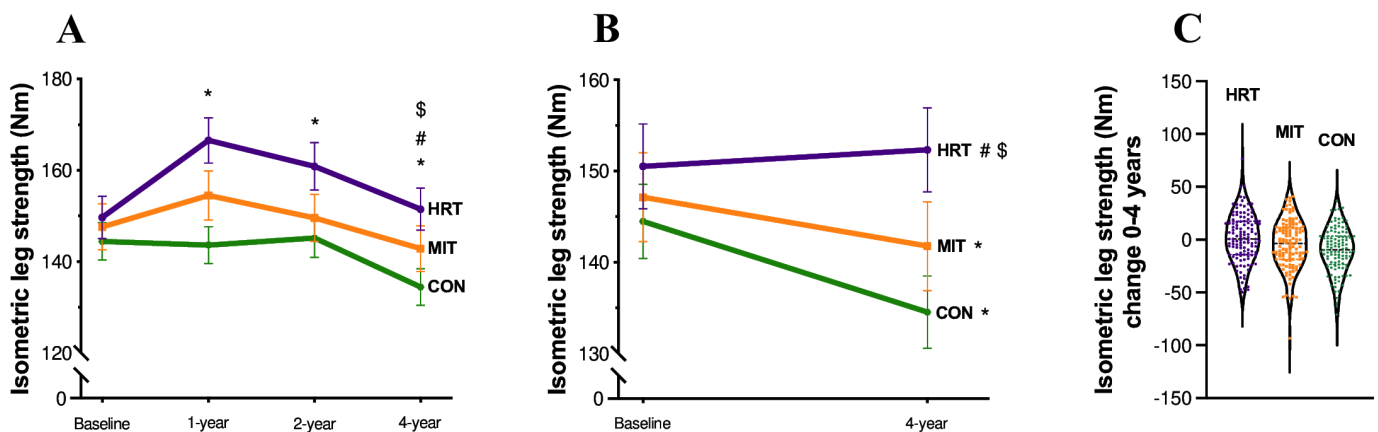 A
Isometric leg strength (Nm)
180
160
140
120
0
*
*
$
#
*
HRT
MIT
CON
Baseline
1-year
2-year
4-year
B
Isometric leg strength (Nm)
160
150
140
130
0
HRT # $
MIT *
CON *
Baseline
4-year
C
Isometric leg strength (Nm)
change 0-4 years
150
100
50
0
-50
-100
-150
HRT
MIT
CON